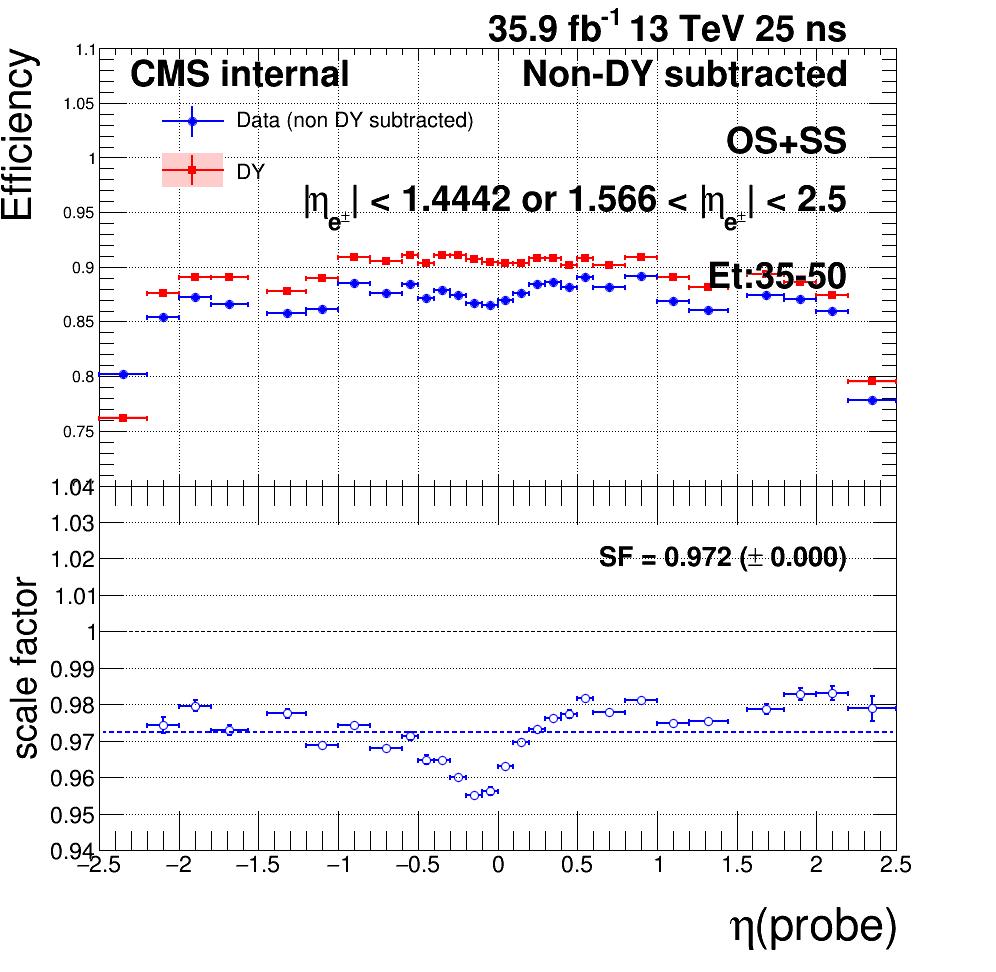 35.9 fb-1 13 TeV 25 ns
CMS internal
Non-DY subtracted
Data (non DY subtracted)
OS+SS
DY
|ηe±| < 1.4442 or 1.566 < |ηe±| < 2.5
Et:35-50
Efficiency
1.1
1.05
1
0.95
0.9
0.85
0.8
0.75
1.04
1.03
1.02
1.01
1
0.99
0.98
0.97
0.96
0.95
0.94
SF = 0.972 (± 0.000)
scale factor
−2.5 −2 −1.5 −1 −0.5 0 0.5 1 1.5 2 2.5
η(probe)